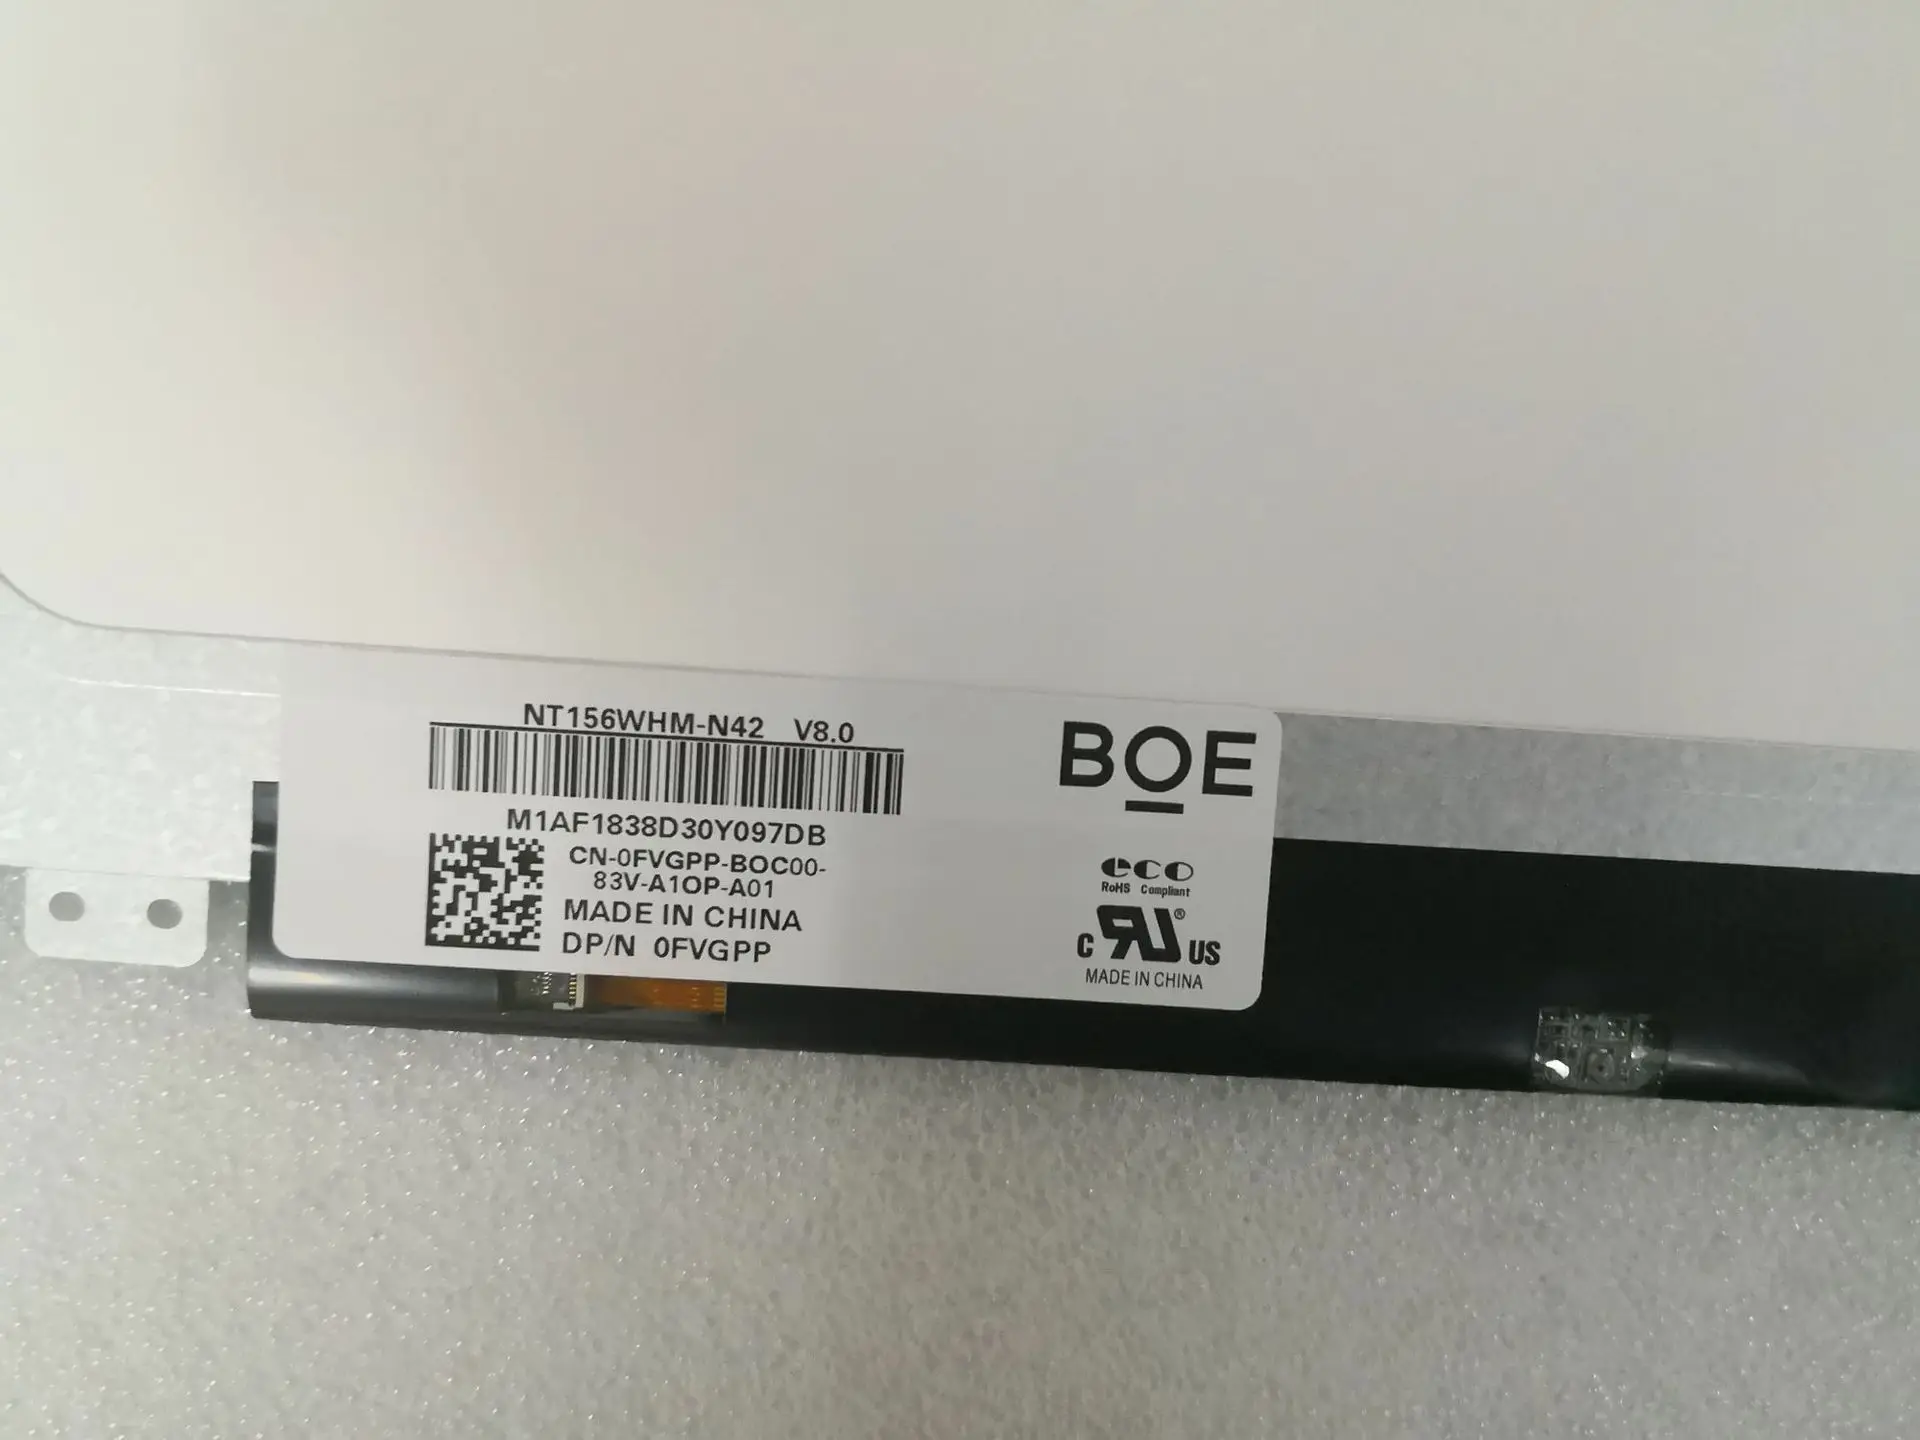 NT156WHM-N42 V8.0
M1AF1838D30Y097DB
CN-0FVGPP-BOC00-
83V-A1OP-A01
MADE IN CHINA
DP/N 0FVGPP
BOE
eco
RoHS Compliant
C RU ® US
MADE IN CHINA